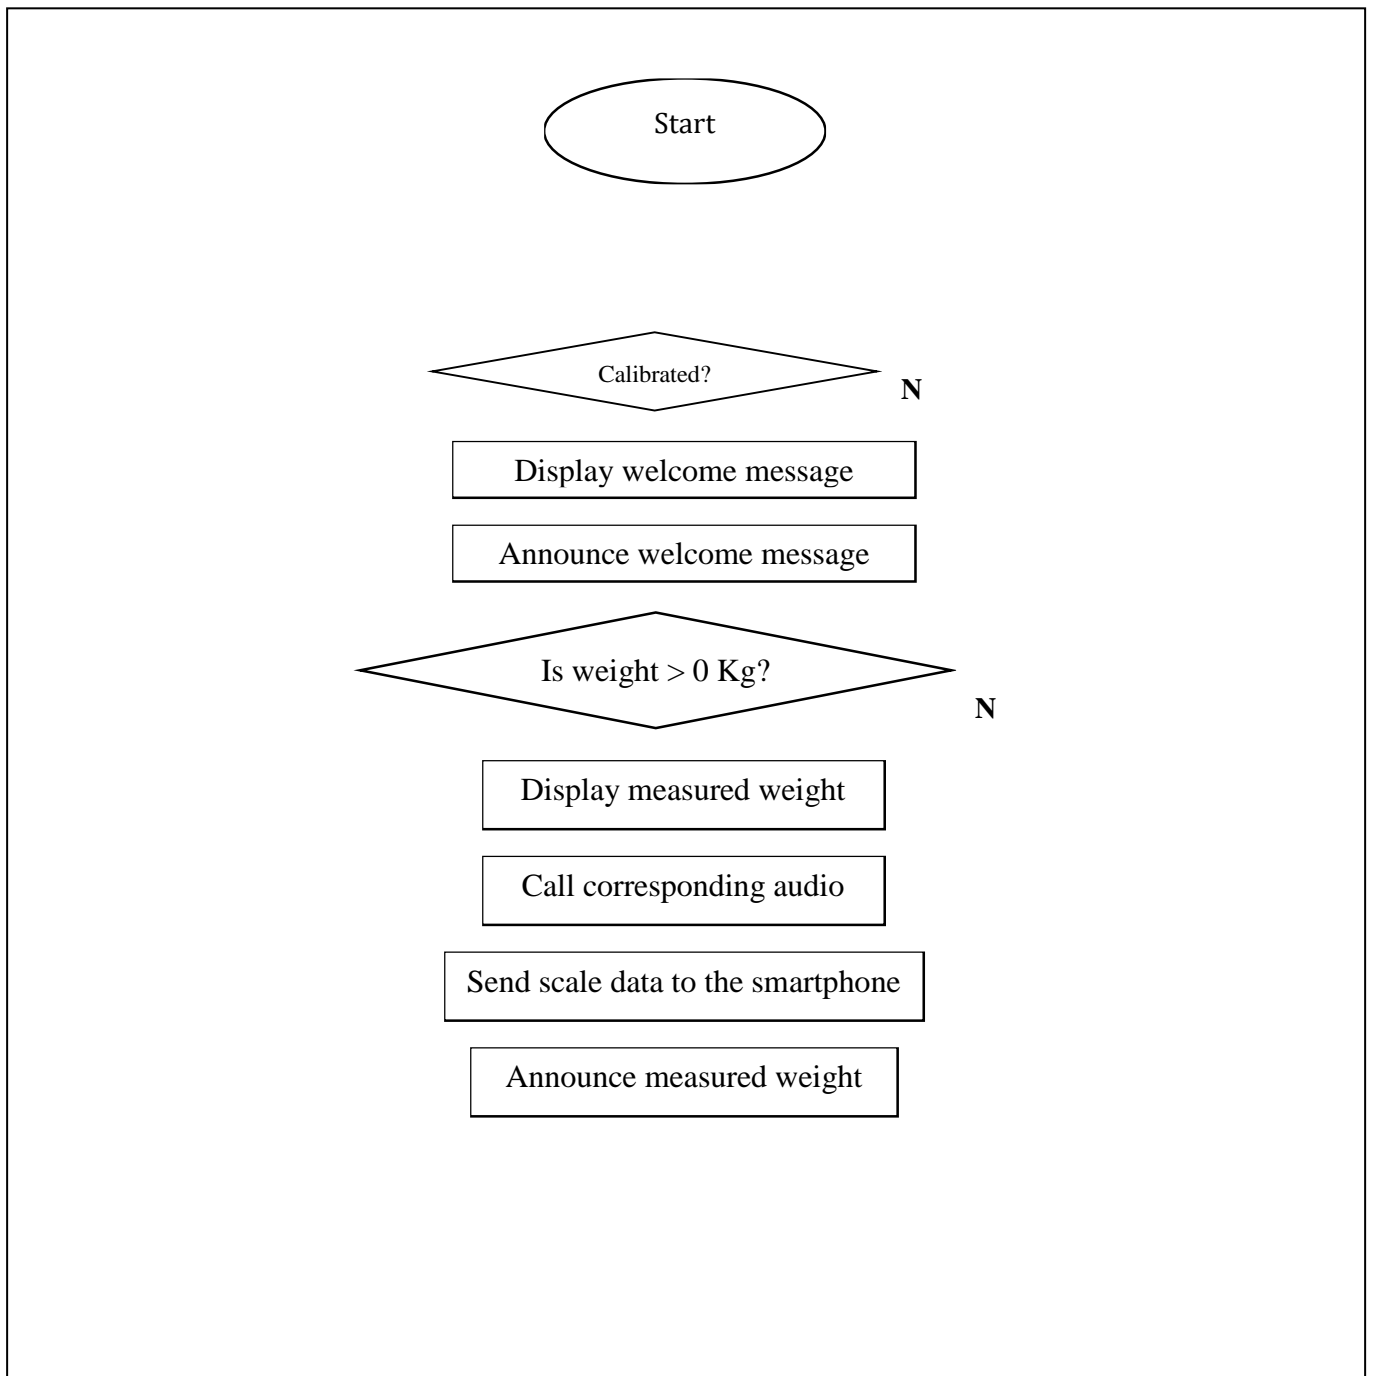 Start
Calibrated?
N
Display welcome message
Announce welcome message
Is weight > 0 Kg?
N
Display measured weight
Call corresponding audio
Send scale data to the smartphone
Announce measured weight